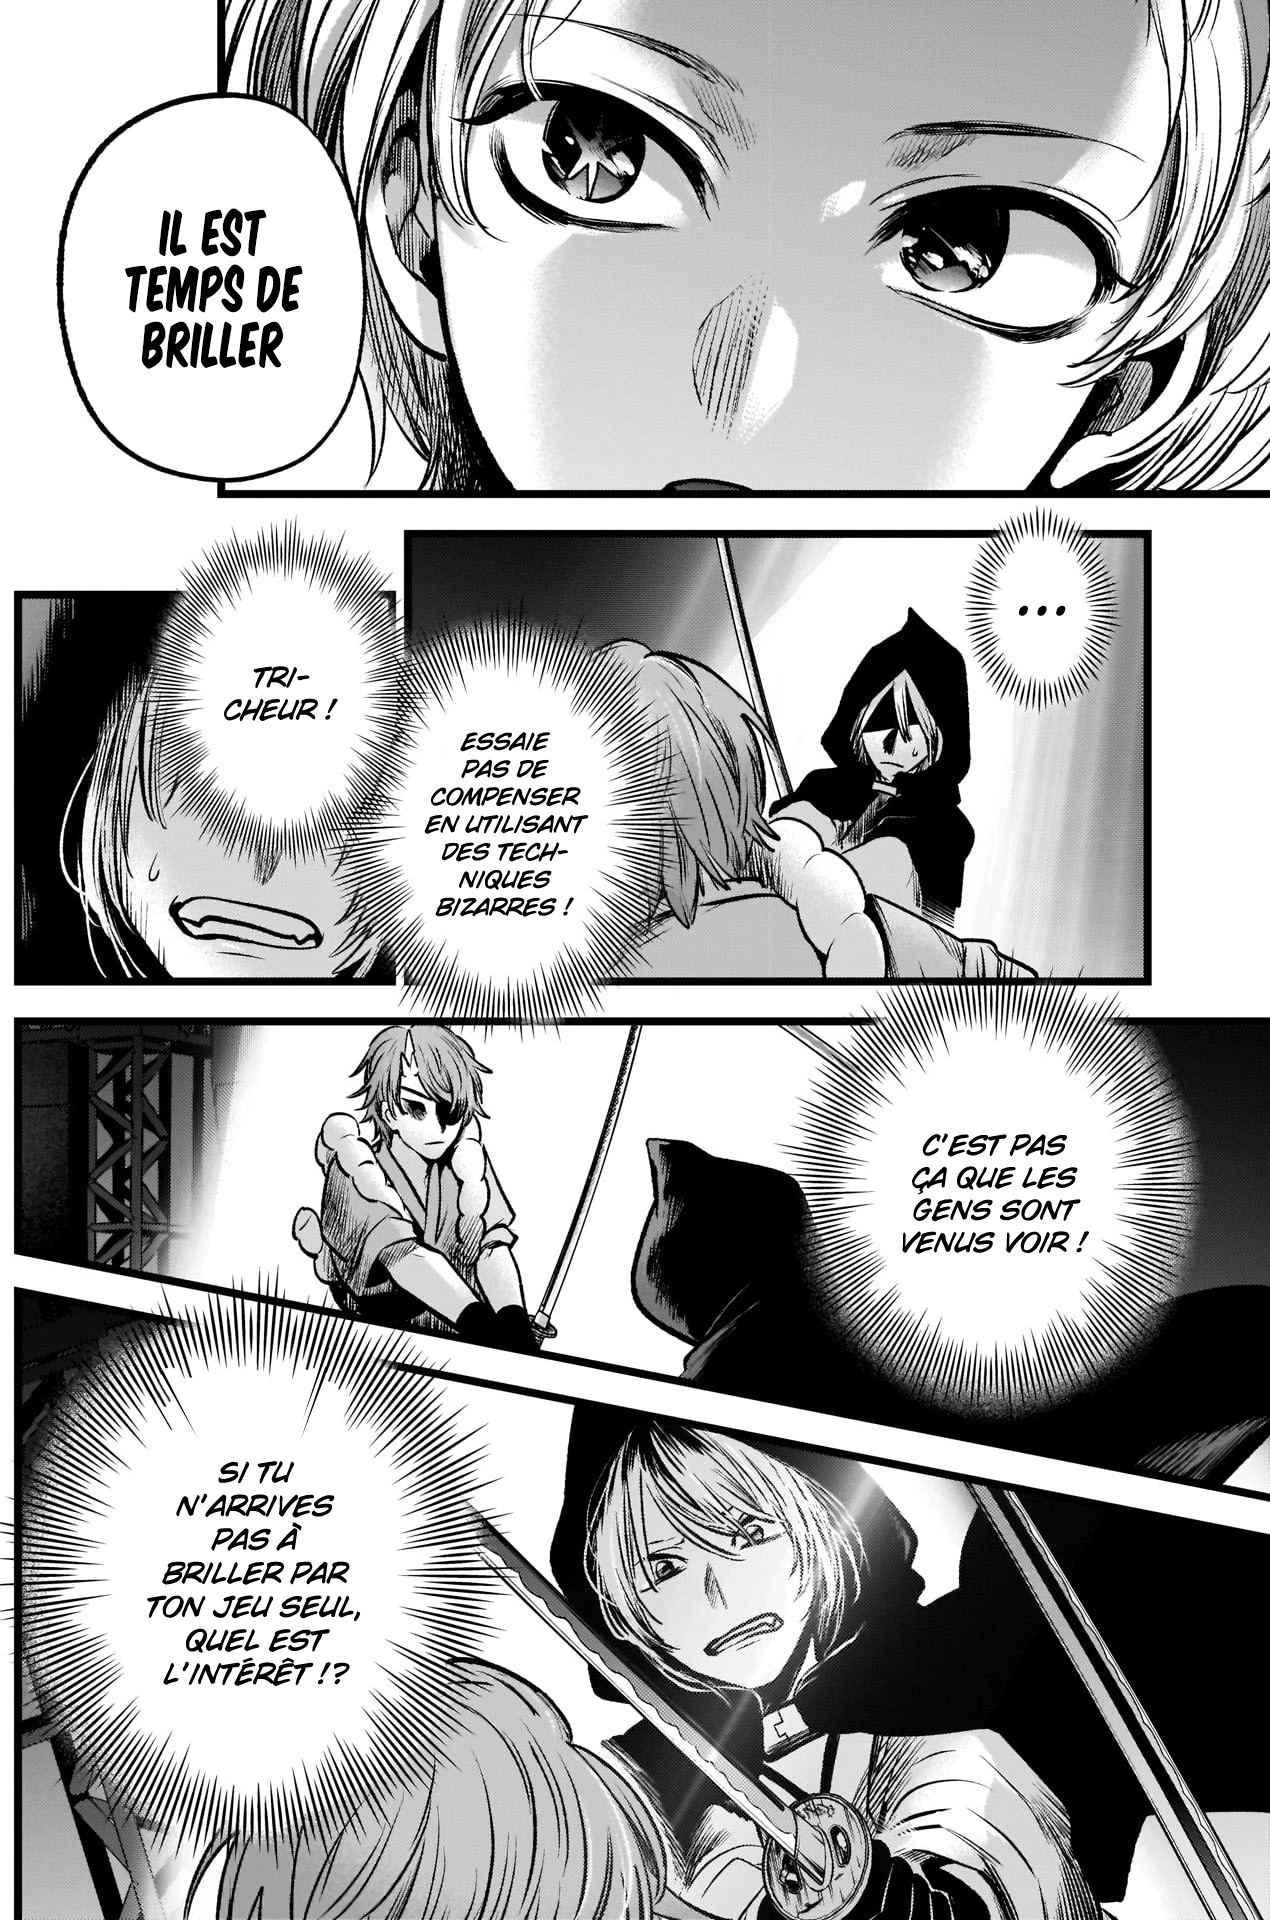 IL EST
TEMPS DE
BRILLER
...
ESSAIE
PAS DE
COMPENSER
EN UTILISANT
DES TECH-
NIQUES
BIZARRES !
TRI-
CHEUR !
C'EST PAS
ÇA QUE LES
GENS SONT
VENUS VOIR !
SI TU
N'ARRIVES
PAS À
BRILLER PAR
TON JEU SEUL,
QUEL EST
L'INTÉRÊT !?